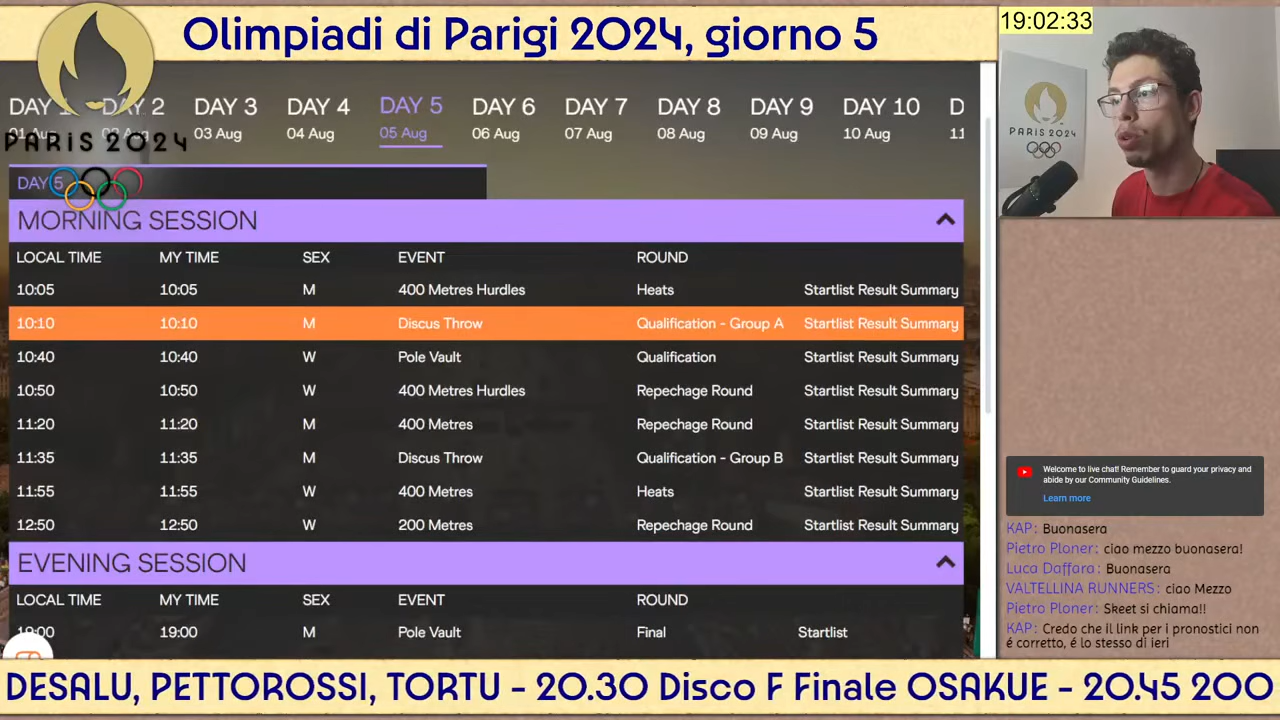 Olimpiadi di Parigi 2024, giorno 5
19:02:33
DAY 1 DAY 2 DAY 3 DAY 4 DAY 5 DAY 6 DAY 7 DAY 8 DAY 9 DAY 10 D
01 Aug 02 Aug 03 Aug 04 Aug 05 Aug 06 Aug 07 Aug 08 Aug 09 Aug 10 Aug 11
PARIS 2024
PARIS 2024
DAY 5
MORNING SESSION
LOCAL TIME MY TIME SEX EVENT ROUND
10:05 10:05 M 400 Metres Hurdles Heats Startlist Result Summary
10:10 10:10 M Discus Throw Qualification - Group A Startlist Result Summary
10:40 10:40 W Pole Vault Qualification Startlist Result Summary
10:50 10:50 W 400 Metres Hurdles Repechage Round Startlist Result Summary
11:20 11:20 M 400 Metres Repechage Round Startlist Result Summary
11:35 11:35 M Discus Throw Qualification - Group B Startlist Result Summary
11:55 11:55 W 400 Metres Heats Startlist Result Summary
12:50 12:50 W 200 Metres Repechage Round Startlist Result Summary
EVENING SESSION
LOCAL TIME MY TIME SEX EVENT ROUND
19:00 19:00 M Pole Vault Final Startlist
Welcome to live chat! Remember to guard your privacy and
abide by our Community Guidelines.
Learn more
KAP: Buonasera
Pietro Ploner: ciao mezzo buonasera!
Luca Daffara: Buonasera
VALTELLINA RUNNERS: ciao Mezzo
Pietro Ploner: Skeet si chiama!!
KAP: Credo che il link per i pronostici non
é corretto, é lo stesso di ieri
DESALU, PETTOROSSI, TORTU - 20.30 Disco F Finale OSAKUE - 20.45 200